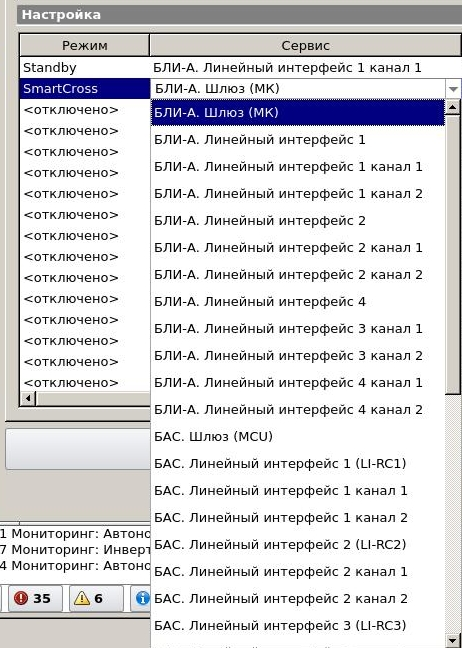 Настройка
Режим Сервис
Standby БЛИ-А. Линейный интерфейс 1 канал 1
SmartCross БЛИ-А. Шлюз (МК)
<отключено> БЛИ-А. Шлюз (МК)
<отключено> БЛИ-А. Линейный интерфейс 1
<отключено> БЛИ-А. Линейный интерфейс 1 канал 1
<отключено> БЛИ-А. Линейный интерфейс 1 канал 2
<отключено> БЛИ-А. Линейный интерфейс 2
<отключено> БЛИ-А. Линейный интерфейс 2 канал 1
<отключено> БЛИ-А. Линейный интерфейс 2 канал 2
<отключено> БЛИ-А. Линейный интерфейс 4
<отключено> БЛИ-А. Линейный интерфейс 3 канал 1
<отключено> БЛИ-А. Линейный интерфейс 3 канал 2
<отключено> БЛИ-А. Линейный интерфейс 4 канал 1
<отключено> БЛИ-А. Линейный интерфейс 4 канал 2
<отключено> БАС. Шлюз (MCU)
<отключено> БАС. Линейный интерфейс 1 (LI-RC1)
БАС. Линейный интерфейс 1 канал 1
БАС. Линейный интерфейс 1 канал 2
1 Мониторинг: Автоно БАС. Линейный интерфейс 2 (LI-RC2)
7 Мониторинг: Инверт БАС. Линейный интерфейс 2 канал 1
4 Мониторинг: Автоно БАС. Линейный интерфейс 2 канал 2
35 6 БАС. Линейный интерфейс 3 (LI-RC3)